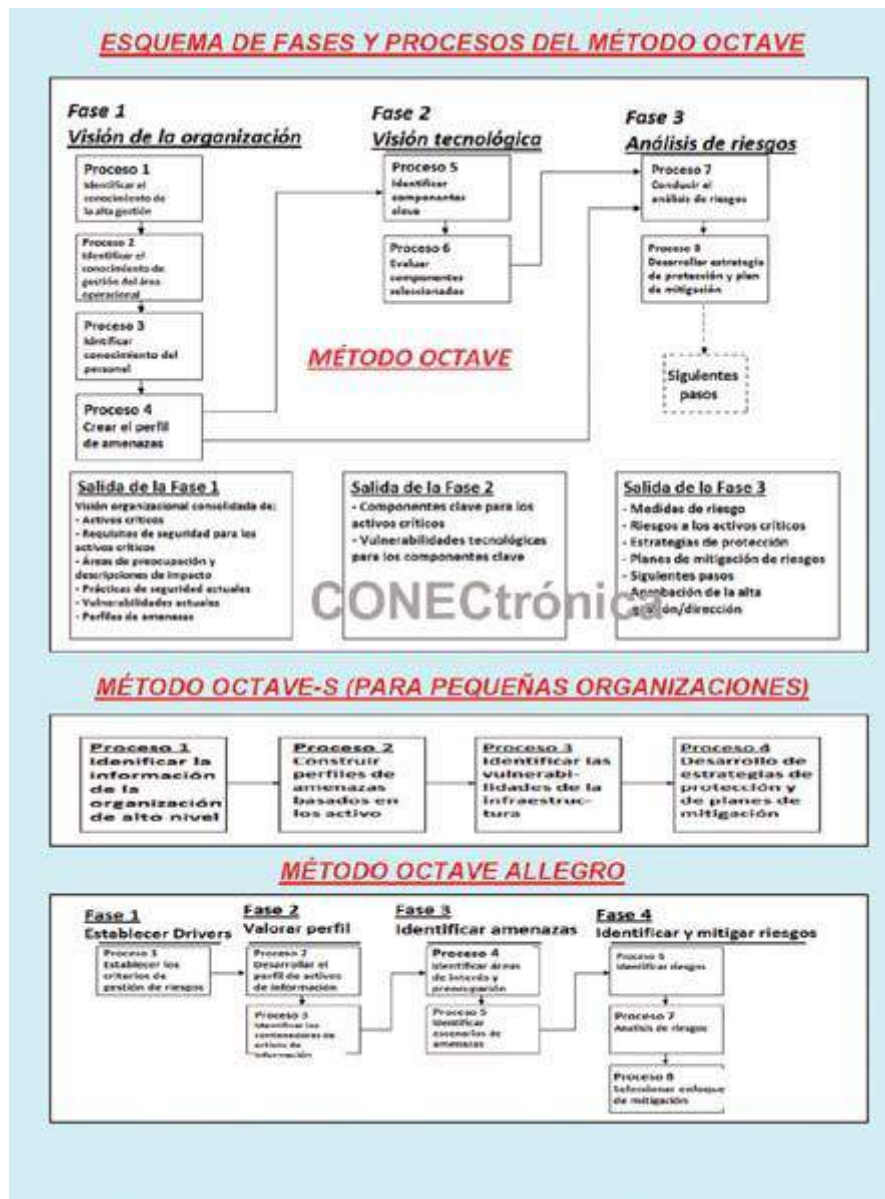 ESQUEMA DE FASES Y PROCESOS DEL MÉTODO OCTAVE
Fase 1
Visión de la organización
Proceso 1
Identificar el
conocimiento de
la alta gestión
Proceso 2
Identificar el
conocimiento de
gestión del área
operacional
Proceso 3
Identificar
conocimiento del
personal
Proceso 4
Crear el perfil
de amenazas
Fase 2
Visión tecnológica
Proceso 5
Identificar
componentes
clave
Proceso 6
Evaluar
componentes
seleccionados
Fase 3
Análisis de riesgos
Proceso 7
Conducir el
análisis de riesgos
Proceso 8
Desarrollar estrategia
de protección y plan
de mitigación
Siguientes
pasos
MÉTODO OCTAVE
Salida de la Fase 1
Visión organizacional consolidada de:
- Activos críticos
- Requisitos de seguridad para los
activos críticos
- Áreas de preocupación y
descripciones de impacto
- Prácticas de seguridad actuales
- Vulnerabilidades actuales
- Perfiles de amenazas
Salida de la Fase 2
- Componentes clave para los
activos críticos
- Vulnerabilidades tecnológicas
para los componentes clave
Salida de la Fase 3
- Medidas de riesgo
- Riesgos a los activos críticos
- Estrategias de protección
- Planes de mitigación de riesgos
- Siguientes pasos
- Aprobación de la alta
gestión/dirección
CONECtrónica
MÉTODO OCTAVE-S (PARA PEQUEÑAS ORGANIZACIONES)
Proceso 1
Idenificar la
información
de la
organización
de alto nivel
Proceso 2
Construir
perfiles de
amenazas
basados en
los activo
Proceso 3
Identificar las
vulnerabi-
lidades de la
infraestruc-
tura
Proceso 4
Desarrollo de
estrategias de
protección y
de planes de
mitigación
MÉTODO OCTAVE ALLEGRO
Fase 1
Establecer Drivers
Proceso 1
Establecer los
criterios de
gestión de riesgos
Fase 2
Valorar perfil
Proceso 2
Desarrollar el
perfil de activos
de información
Proceso 3
Identificar los
contenedores de
activos de
información
Fase 3
Identificar amenazas
Proceso 4
Identificar áreas
de interés y
preocupación
Proceso 5
Identificar
escenarios de
amenazas
Fase 4
Identificar y mitigar riesgos
Proceso 6
Identificar riesgos
Proceso 7
Analisis de riesgos
Proceso 8
Seleccionar enfoque
de mitigación